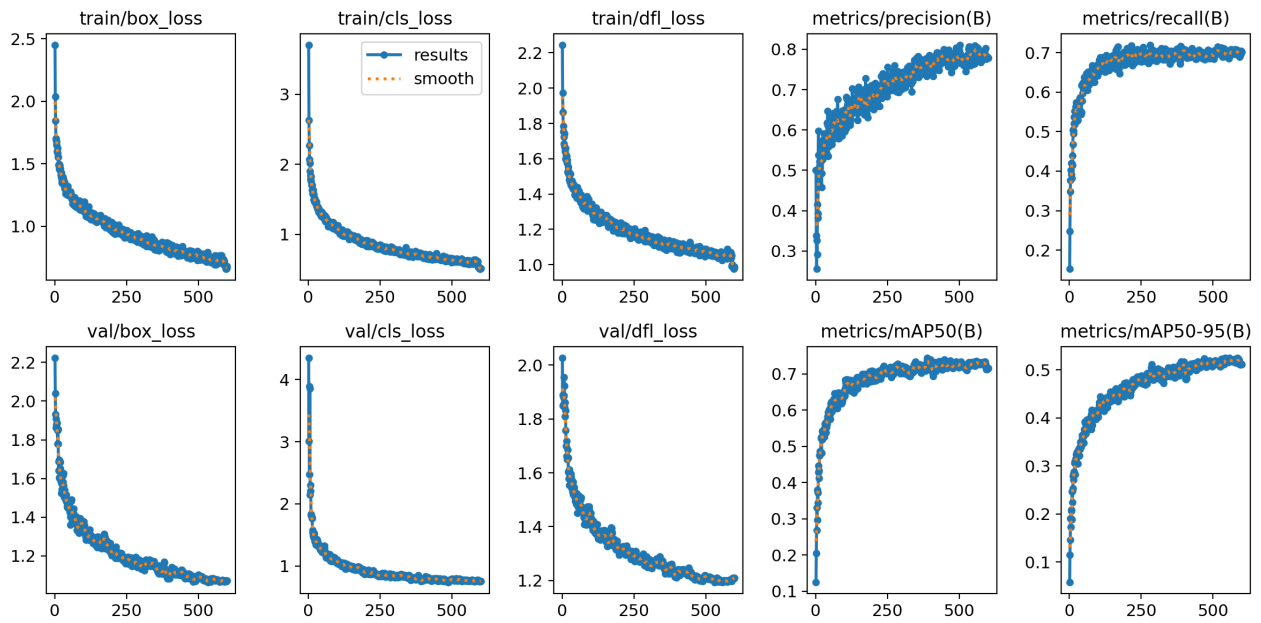 train/box_loss
2.5
2.0
1.5
1.0
0 250 500
train/cls_loss
results
smooth
3
2
1
0 250 500
train/dfl_loss
2.2
2.0
1.8
1.6
1.4
1.2
1.0
0 250 500
metrics/precision(B)
0.8
0.7
0.6
0.5
0.4
0.3
0 250 500
metrics/recall(B)
0.7
0.6
0.5
0.4
0.3
0.2
0 250 500
val/box_loss
2.2
2.0
1.8
1.6
1.4
1.2
0 250 500
val/cls_loss
4
3
2
1
0 250 500
val/dfl_loss
2.0
1.8
1.6
1.4
1.2
0 250 500
metrics/mAP50(B)
0.7
0.6
0.5
0.4
0.3
0.2
0.1
0 250 500
metrics/mAP50-95(B)
0.5
0.4
0.3
0.2
0.1
0 250 500